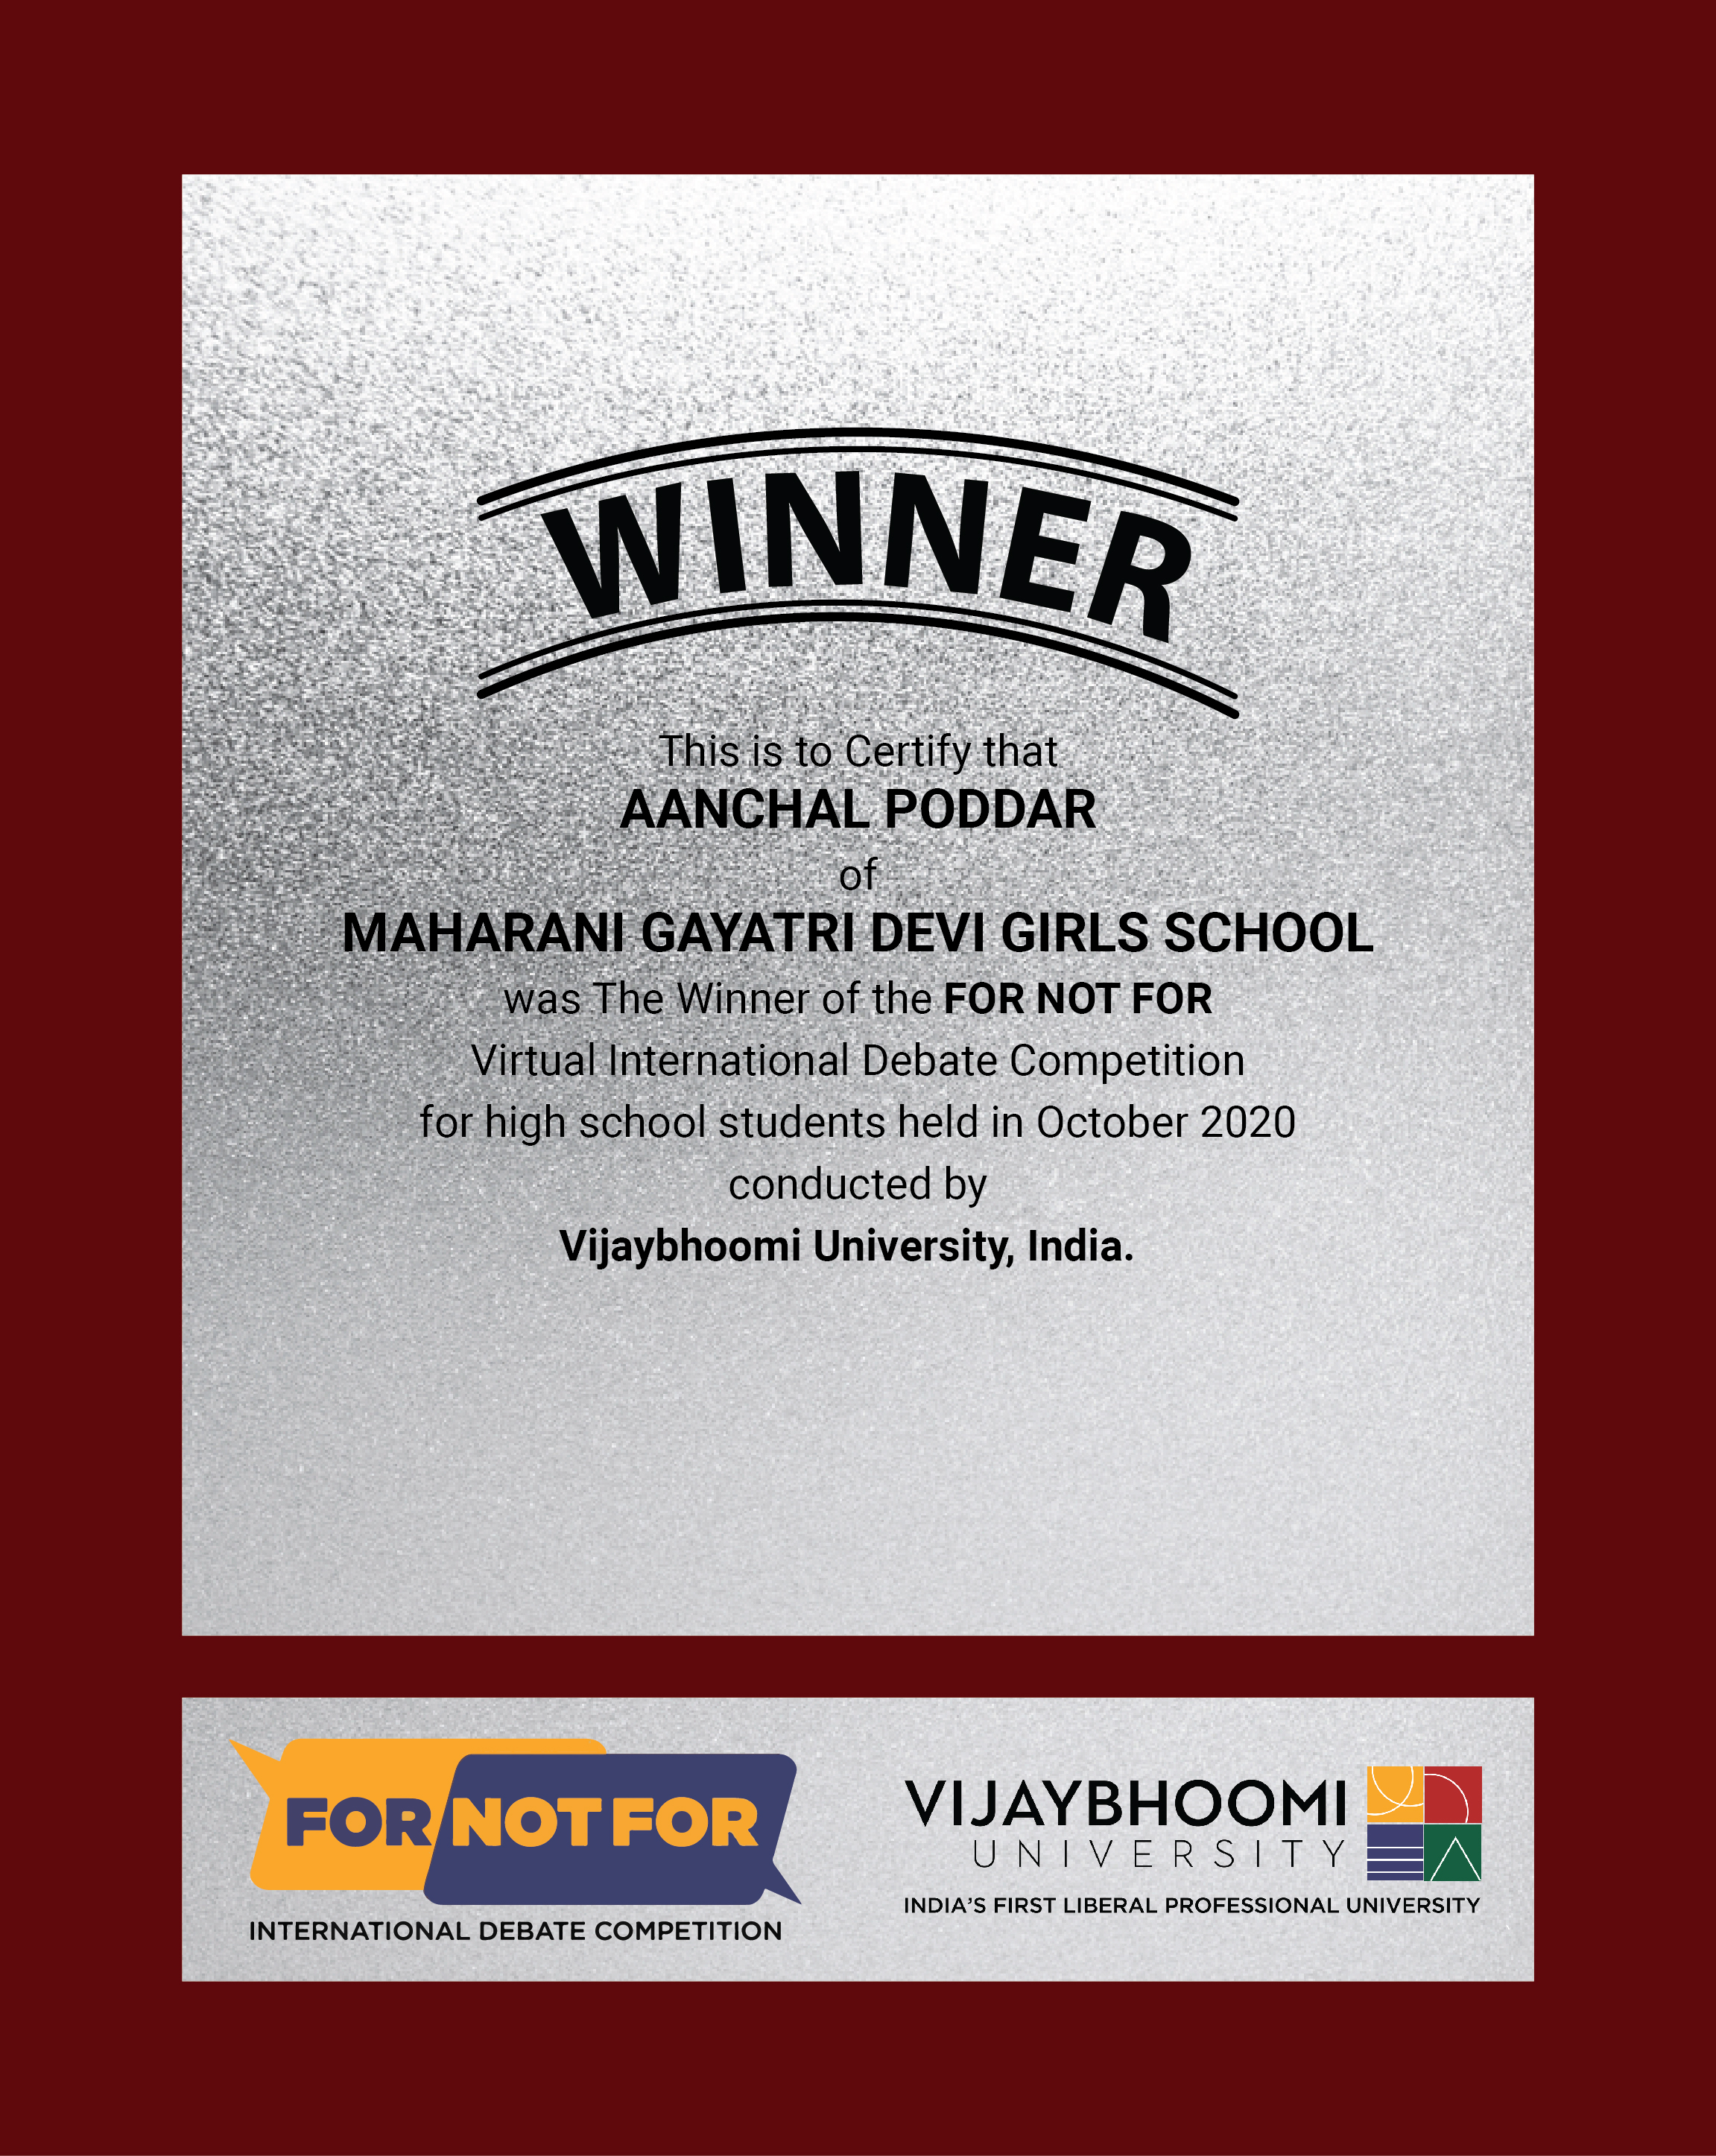 WINNER
This is to Certify that
AANCHAL PODDAR
of
MAHARANI GAYATRI DEVI GIRLS SCHOOL
was The Winner of the FOR NOT FOR
Virtual International Debate Competition
for high school students held in October 2020
conducted by
Vijaybhoomi University, India.
FOR NOT FOR
INTERNATIONAL DEBATE COMPETITION
VIJAYBHOOMI
UNIVERSITY
INDIA'S FIRST LIBERAL PROFESSIONAL UNIVERSITY